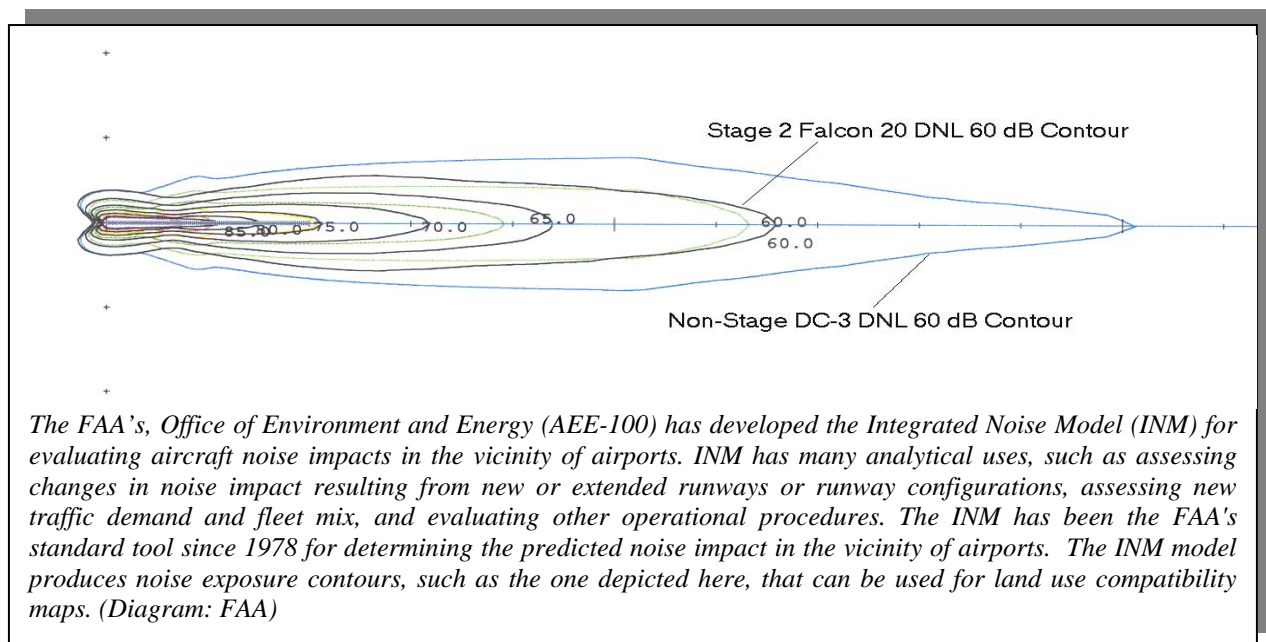 Stage 2 Falcon 20 DNL 60 dB Contour
85.0 80.0 75.0 70.0 65.0 60.0
60.0
Non-Stage DC-3 DNL 60 dB Contour
The FAA's, Office of Environment and Energy (AEE-100) has developed the Integrated Noise Model (INM) for
evaluating aircraft noise impacts in the vicinity of airports. INM has many analytical uses, such as assessing
changes in noise impact resulting from new or extended runways or runway configurations, assessing new
traffic demand and fleet mix, and evaluating other operational procedures. The INM has been the FAA's
standard tool since 1978 for determining the predicted noise impact in the vicinity of airports. The INM model
produces noise exposure contours, such as the one depicted here, that can be used for land use compatibility
maps. (Diagram: FAA)